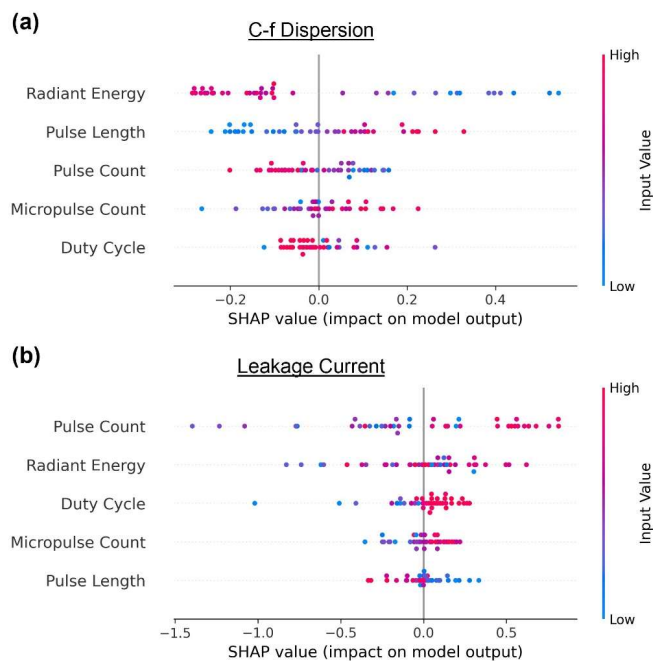 (a)
C-f Dispersion
High
Radiant Energy
Pulse Length
Pulse Count
Micropulse Count
Duty Cycle
Input Value
Low
−0.2 0.0 0.2 0.4
SHAP value (impact on model output)
(b)
Leakage Current
High
Pulse Count
Radiant Energy
Duty Cycle
Micropulse Count
Pulse Length
Input Value
Low
−1.5 −1.0 −0.5 0.0 0.5
SHAP value (impact on model output)